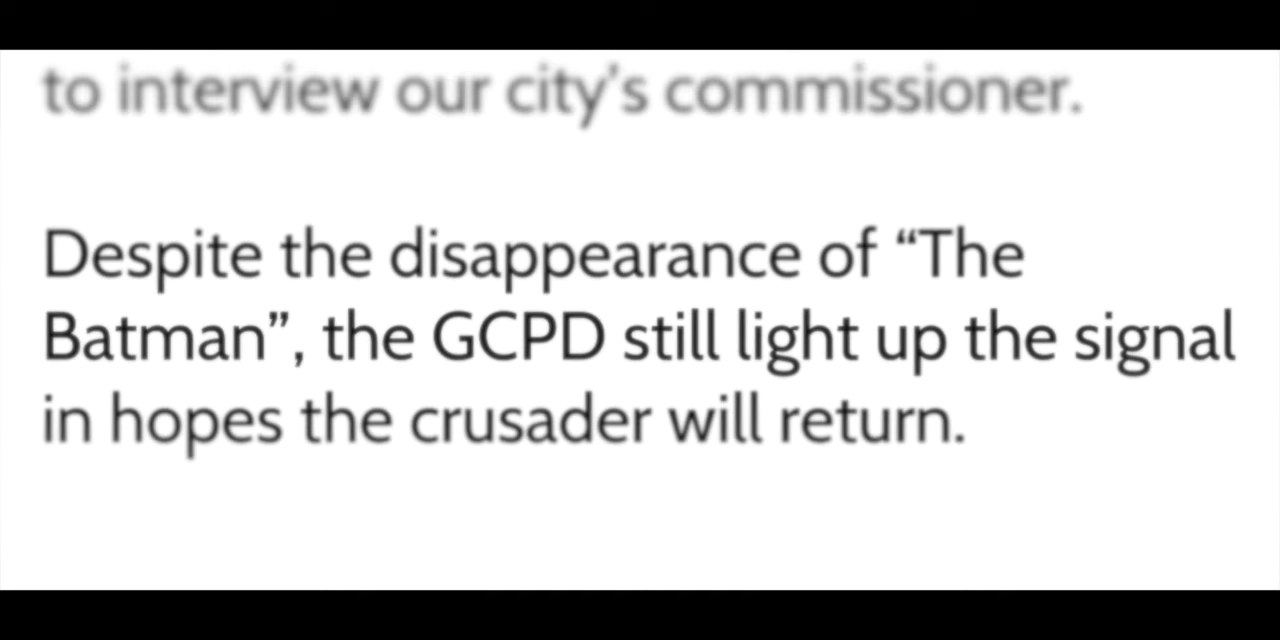 to interview our city’s commissioner.
Despite the disappearance of “The
Batman”, the GCPD still light up the signal
in hopes the crusader will return.